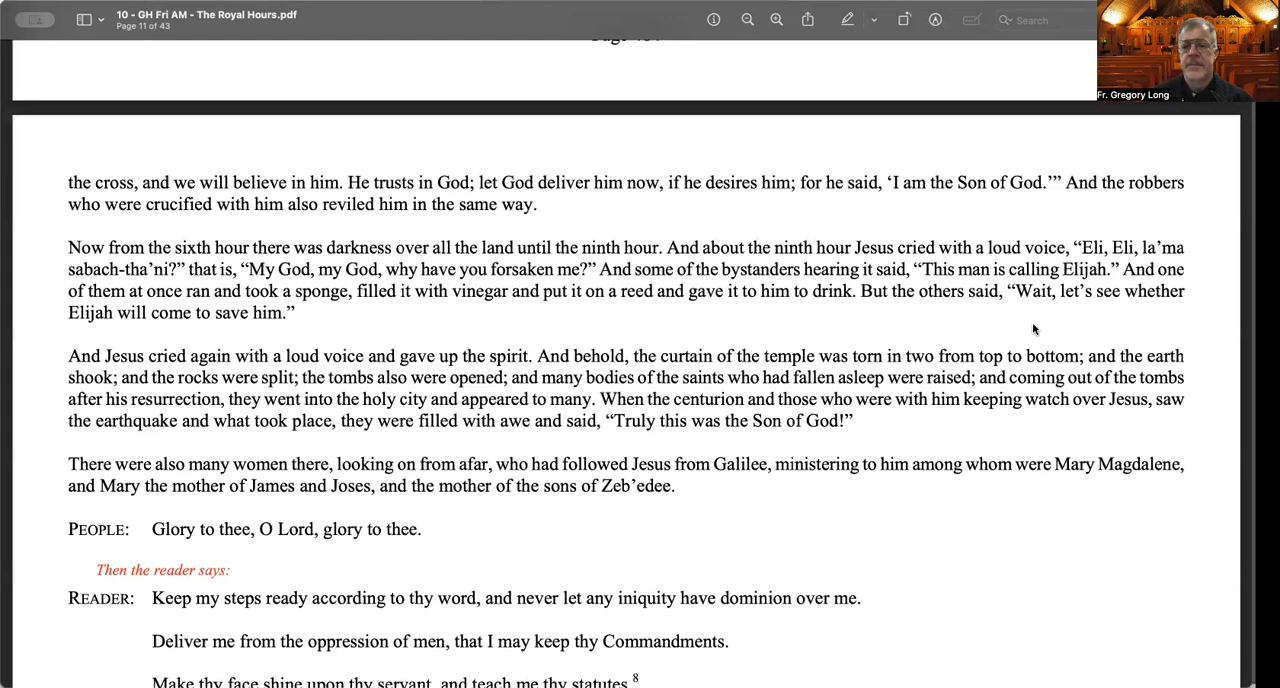 10 - GH Fri AM - The Royal Hours.pdf
Page 11 of 43
Search
Fr. Gregory Long
the cross, and we will believe in him. He trusts in God; let God deliver him now, if he desires him; for he said, ‘I am the Son of God.’” And the robbers
who were crucified with him also reviled him in the same way.
Now from the sixth hour there was darkness over all the land until the ninth hour. And about the ninth hour Jesus cried with a loud voice, “Eli, Eli, la’ma
sabach-tha’ni?” that is, “My God, my God, why have you forsaken me?” And some of the bystanders hearing it said, “This man is calling Elijah.” And one
of them at once ran and took a sponge, filled it with vinegar and put it on a reed and gave it to him to drink. But the others said, “Wait, let’s see whether
Elijah will come to save him.”
And Jesus cried again with a loud voice and gave up the spirit. And behold, the curtain of the temple was torn in two from top to bottom; and the earth
shook; and the rocks were split; the tombs also were opened; and many bodies of the saints who had fallen asleep were raised; and coming out of the tombs
after his resurrection, they went into the holy city and appeared to many. When the centurion and those who were with him keeping watch over Jesus, saw
the earthquake and what took place, they were filled with awe and said, “Truly this was the Son of God!”
There were also many women there, looking on from afar, who had followed Jesus from Galilee, ministering to him among whom were Mary Magdalene,
and Mary the mother of James and Joses, and the mother of the sons of Zeb’edee.
PEOPLE: Glory to thee, O Lord, glory to thee.
Then the reader says:
READER: Keep my steps ready according to thy word, and never let any iniquity have dominion over me.
Deliver me from the oppression of men, that I may keep thy Commandments.
Make thy face shine upon thy servant, and teach me thy statutes.8